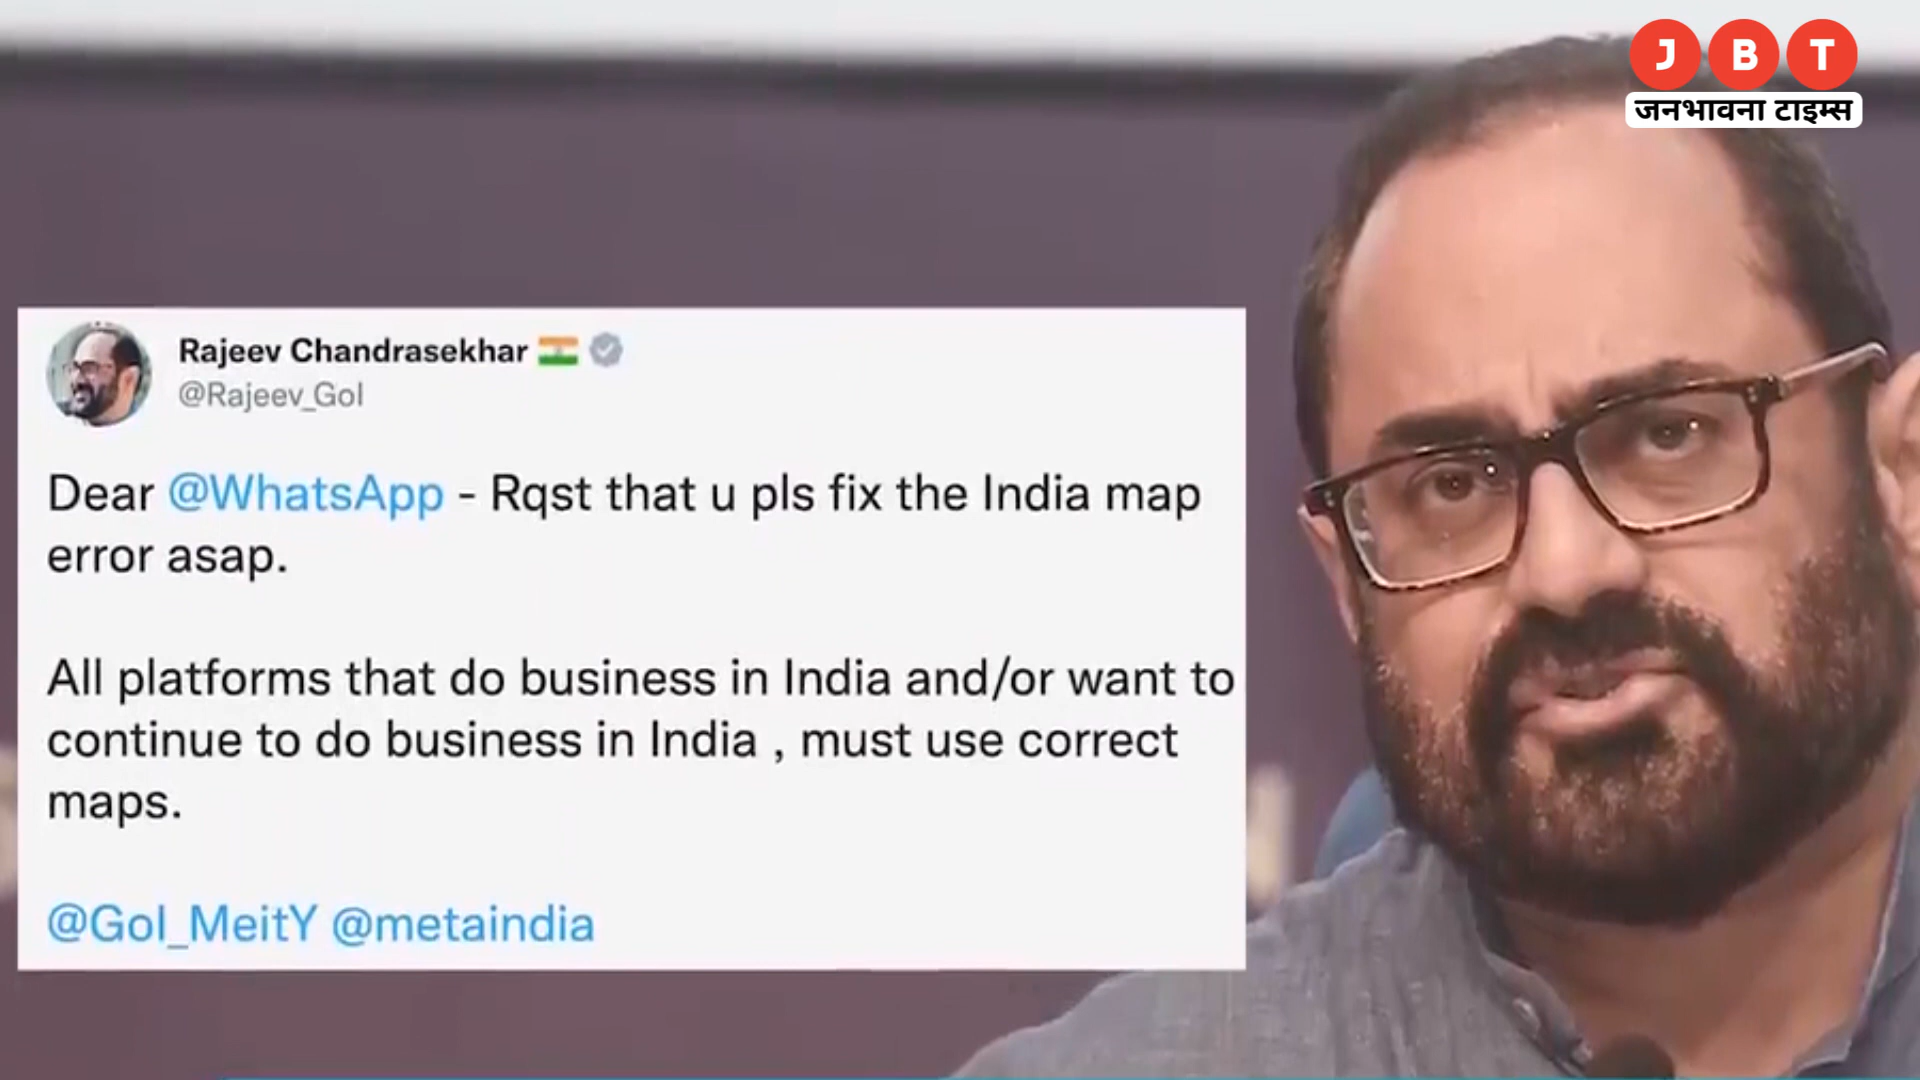 J B T
जनभावना टाइम्स
Rajeev Chandrasekhar
@Rajeev_GoI
Dear @WhatsApp - Rqst that u pls fix the India map
error asap.
All platforms that do business in India and/or want to
continue to do business in India , must use correct
maps.
@GoI_MeitY @metaindia